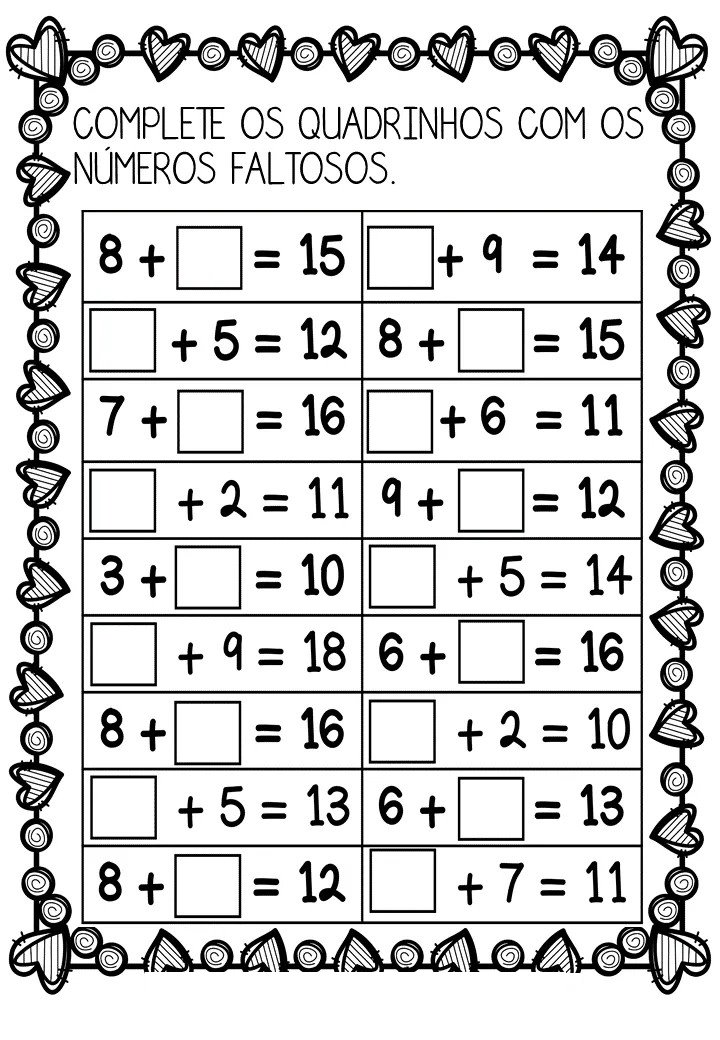 COMPLETE OS QUADRINHOS COM OS
NÚMEROS FALTOSOS.
8 + □ = 15
□ + 9 = 14
□ + 5 = 12
8 + □ = 15
7 + □ = 16
□ + 6 = 11
□ + 2 = 11
9 + □ = 12
3 + □ = 10
□ + 5 = 14
□ + 9 = 18
6 + □ = 16
8 + □ = 16
□ + 2 = 10
□ + 5 = 13
6 + □ = 13
8 + □ = 12
□ + 7 = 11